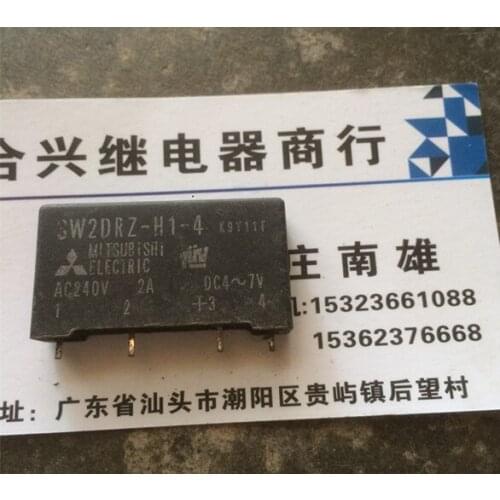 合兴继电器商行
SW2DRZ-H1-4 K9Y11F
MITSUBISHI
ELECTRIC
AC240V 2A DC4~7V
1 2 +3 4
庄南雄
机:15323661088
15362376668
址: 广东省汕头市潮阳区贵屿镇后望村